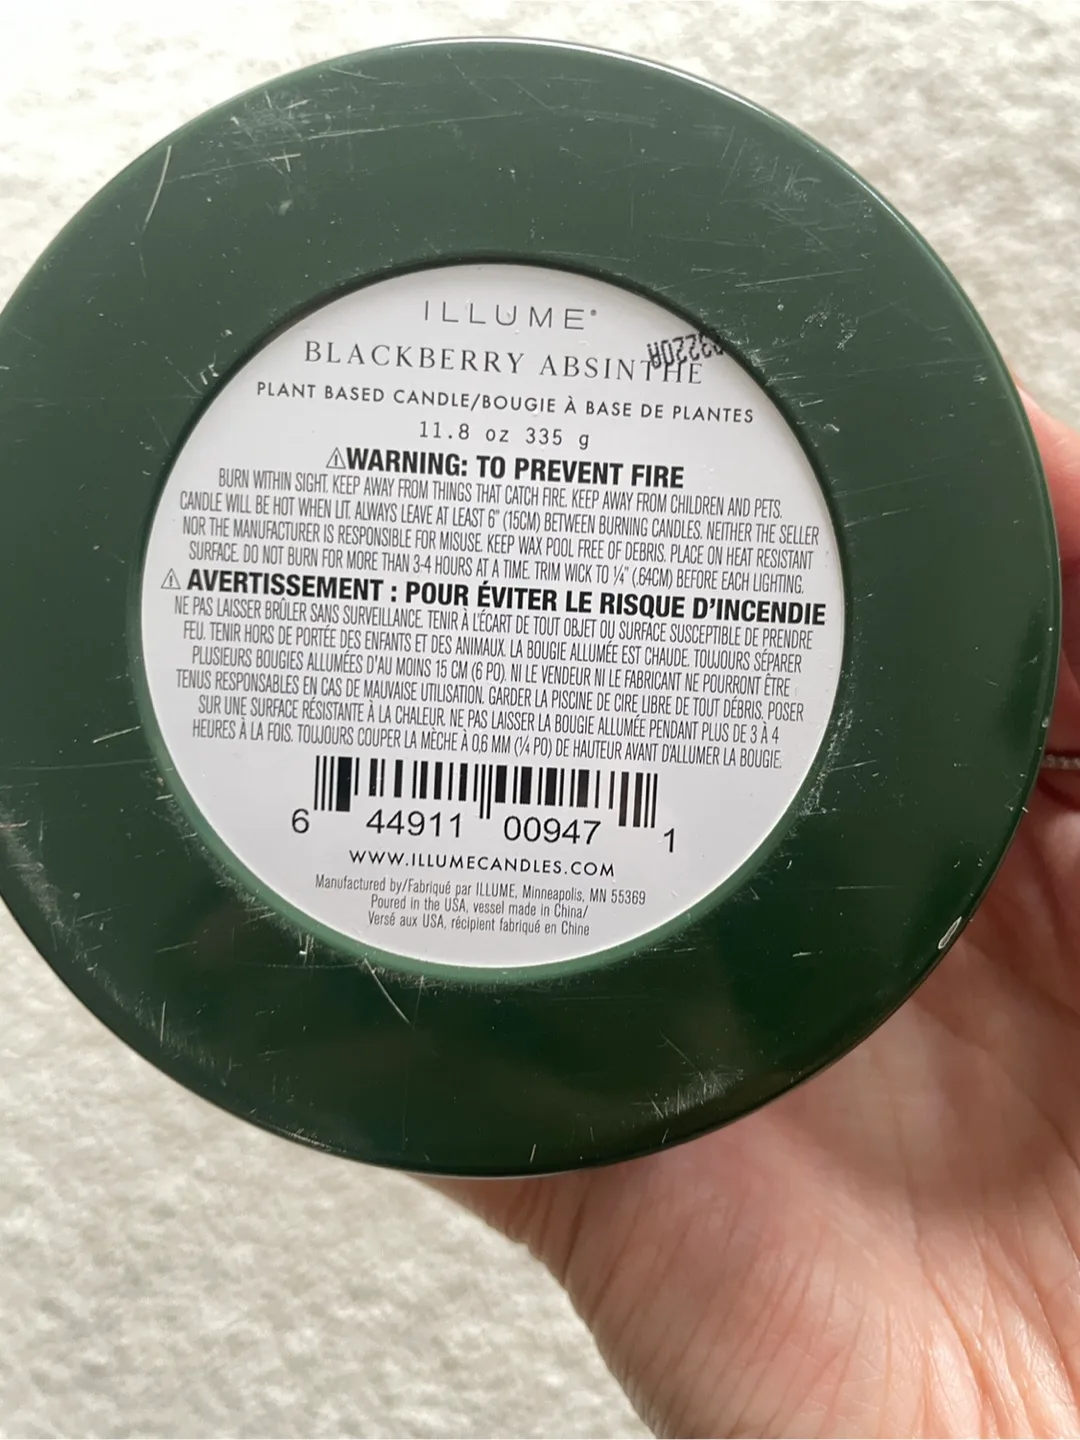 ILLUME®
BLACKBERRY ABSINTHE
PLANT BASED CANDLE/BOUGIE À BASE DE PLANTES
11.8 oz 335 g
⚠WARNING: TO PREVENT FIRE
BURN WITHIN SIGHT. KEEP AWAY FROM THINGS THAT CATCH FIRE. KEEP AWAY FROM CHILDREN AND PETS.
CANDLE WILL BE HOT WHEN LIT. ALWAYS LEAVE AT LEAST 6" (15CM) BETWEEN BURNING CANDLES. NEITHER THE SELLER
NOR THE MANUFACTURER IS RESPONSIBLE FOR MISUSE. KEEP WAX POOL FREE OF DEBRIS. PLACE ON HEAT RESISTANT
SURFACE. DO NOT BURN FOR MORE THAN 3-4 HOURS AT A TIME. TRIM WICK TO ¼" (.64CM) BEFORE EACH LIGHTING.
⚠ AVERTISSEMENT : POUR ÉVITER LE RISQUE D'INCENDIE
NE PAS LAISSER BRÛLER SANS SURVEILLANCE. TENIR À L'ÉCART DE TOUT OBJET OU SURFACE SUSCEPTIBLE DE PRENDRE
FEU. TENIR HORS DE PORTÉE DES ENFANTS ET DES ANIMAUX. LA BOUGIE ALLUMÉE EST CHAUDE. TOUJOURS SÉPARER
PLUSIEURS BOUGIES ALLUMÉES D'AU MOINS 15 CM (6 PO). NI LE VENDEUR NI LE FABRICANT NE POURRONT ÊTRE
TENUS RESPONSABLES EN CAS DE MAUVAISE UTILISATION. GARDER LA PISCINE DE CIRE LIBRE DE TOUT DÉBRIS, POSER
SUR UNE SURFACE RÉSISTANTE À LA CHALEUR. NE PAS LAISSER LA BOUGIE ALLUMÉE PENDANT PLUS DE 3 À 4
HEURES À LA FOIS. TOUJOURS COUPER LA MÈCHE À 0,6 MM (¼ PO) DE HAUTEUR AVANT D'ALLUMER LA BOUGIE.
6 44911 00947 1
WWW.ILLUMECANDLES.COM
Manufactured by/Fabriqué par ILLUME, Minneapolis, MN 55369
Poured in the USA, vessel made in China/
Versé aux USA, récipient fabriqué en Chine